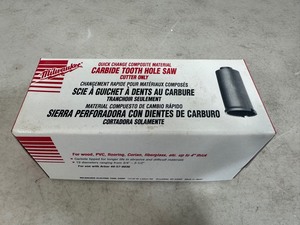 Milwaukee
QUICK CHANGE COMPOSITE MATERIAL
CARBIDE TOOTH HOLE SAW
CUTTER ONLY
CHANGEMENT RAPIDE POUR MATÉRIAUX COMPOSÉS
SCIE À GUICHET À DENTS AU CARBURE
TRANCHOIR SEULEMENT
MATERIAL COMPUESTO DE CAMBIO RÁPIDO
SIERRA PERFORADORA CON DIENTES DE CARBURO
CORTADORA SOLAMENTE
For wood, PVC, flooring, Corian, fiberglass, etc. up to